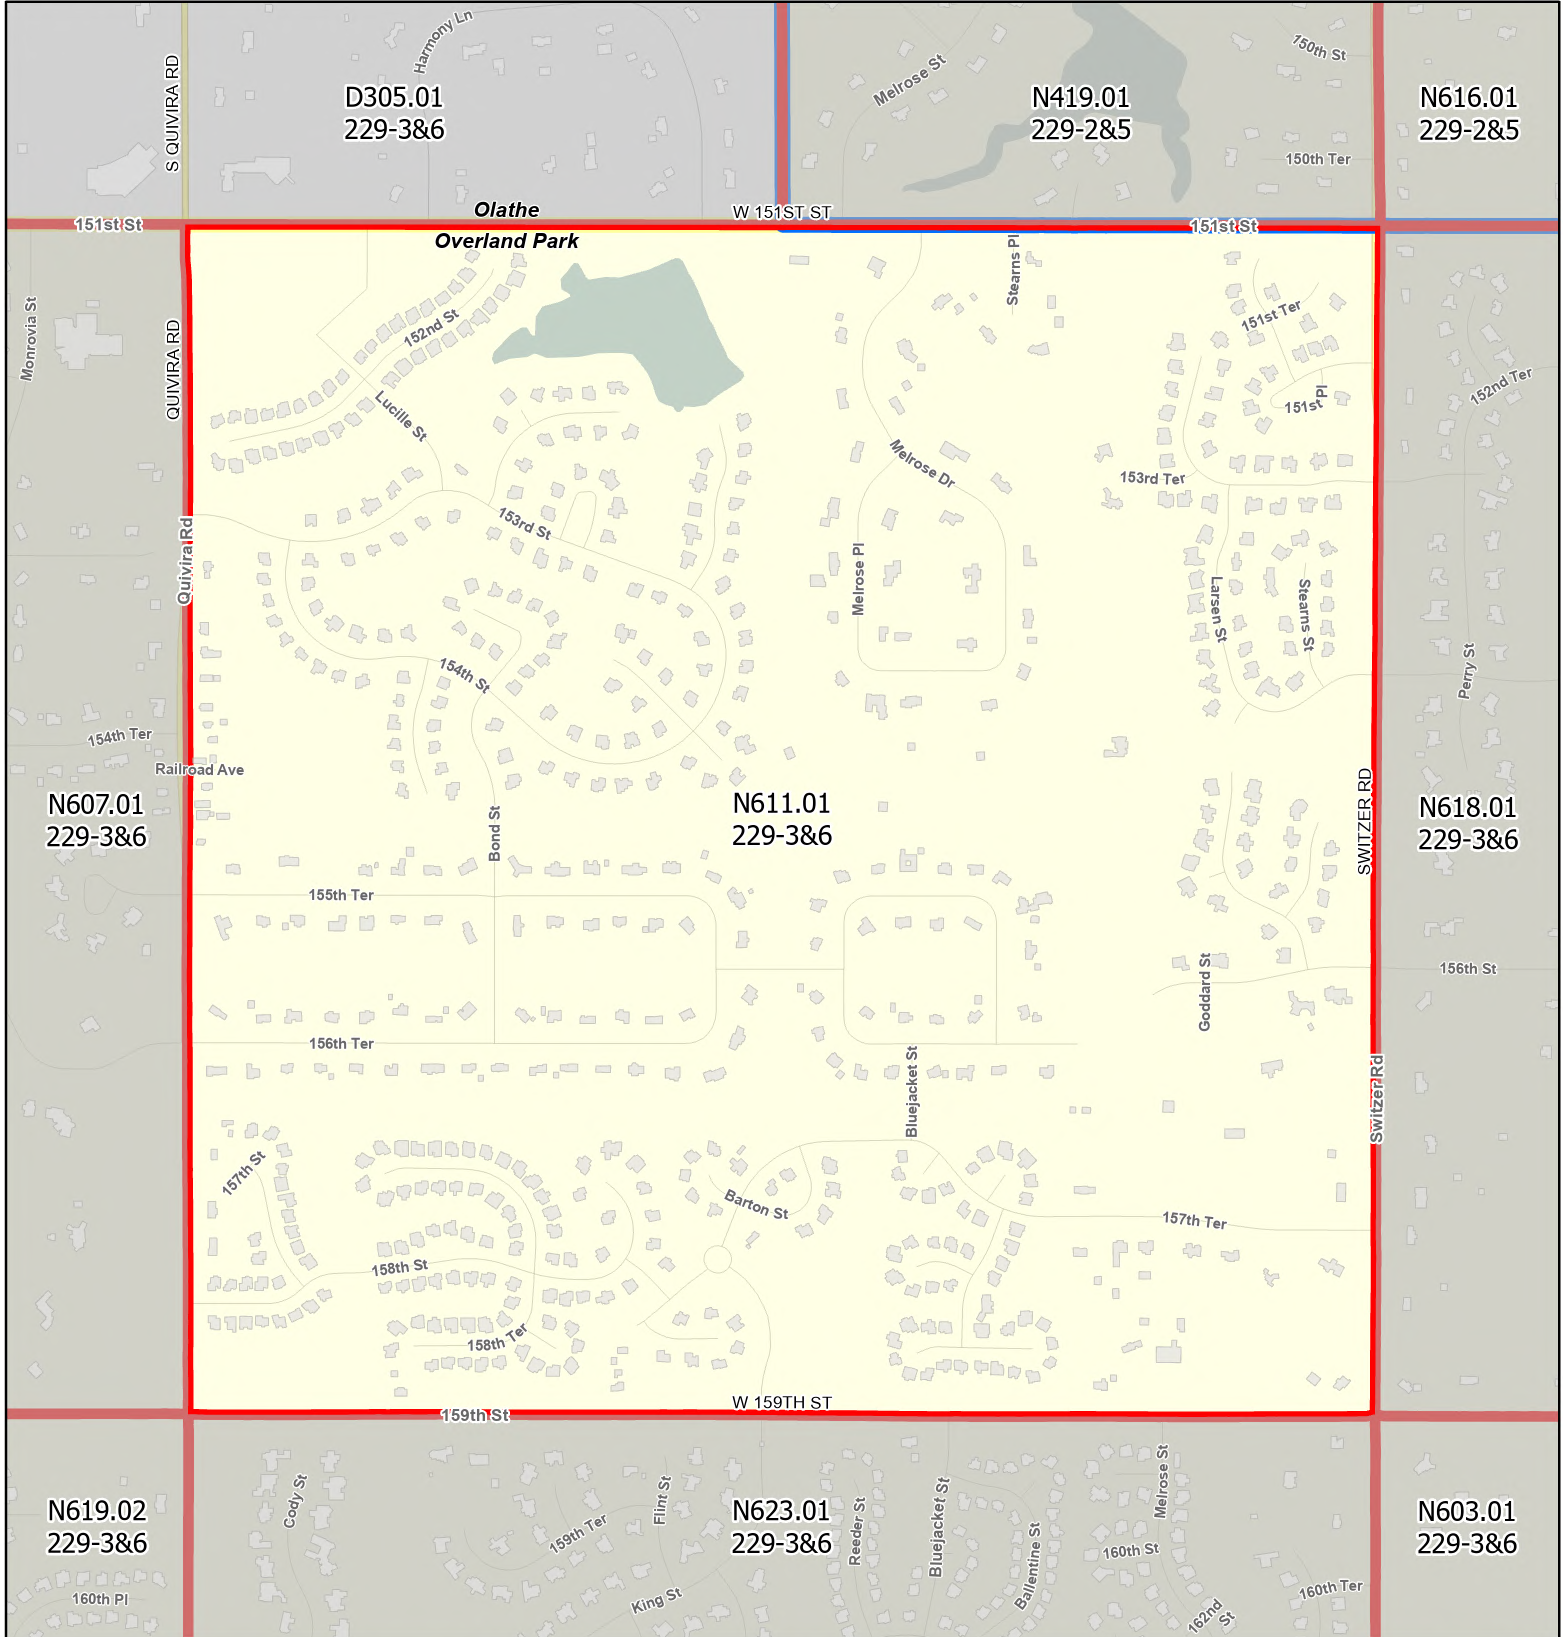 Harmony Ln
S QUIVIRA RD
D305.01
229-3&6
Melrose St
N419.01
229-2&5
150th St
150th Ter
N616.01
229-2&5
151st St
Olathe
W 151ST ST
151st St
Overland Park
Monrovia St
QUIVIRA RD
152nd St
Stearns Pl
151st Ter
151st Pl
152nd Ter
Lucille St
Melrose Dr
153rd Ter
153rd St
Quivira Rd
Melrose Pl
Larsen St
Stearns St
154th St
Perry St
154th Ter
Railroad Ave
N607.01
229-3&6
Bond St
N611.01
229-3&6
SWITZER RD
N618.01
229-3&6
155th Ter
Goddard St
156th St
156th Ter
Bluejacket St
Switzer Rd
157th St
Barton St
157th Ter
158th St
158th Ter
W 159TH ST
159th St
N619.02
229-3&6
Cody St
159th Ter
Flint St
N623.01
229-3&6
Reeder St
Bluejacket St
Ballentine St
Melrose St
160th St
N603.01
229-3&6
160th Pl
King St
162nd St
160th Ter